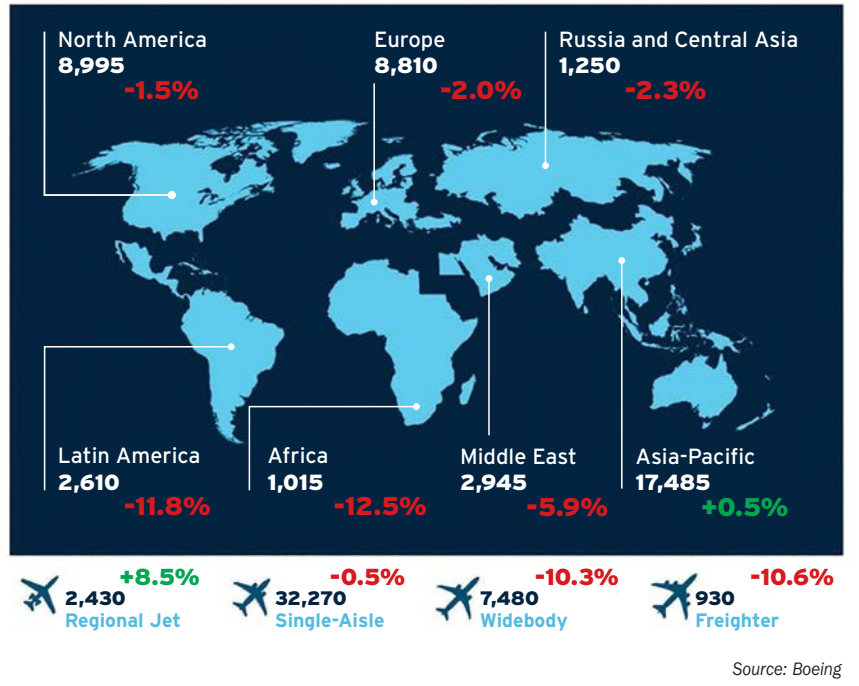 North America
8,995
-1.5%
Europe
8,810
-2.0%
Russia and Central Asia
1,250
-2.3%
Latin America
2,610
-11.8%
Africa
1,015
-12.5%
Middle East
2,945
-5.9%
Asia-Pacific
17,485
+0.5%
+8.5%
2,430
Regional Jet
-0.5%
32,270
Single-Aisle
-10.3%
7,480
Widebody
-10.6%
930
Freighter
Source: Boeing